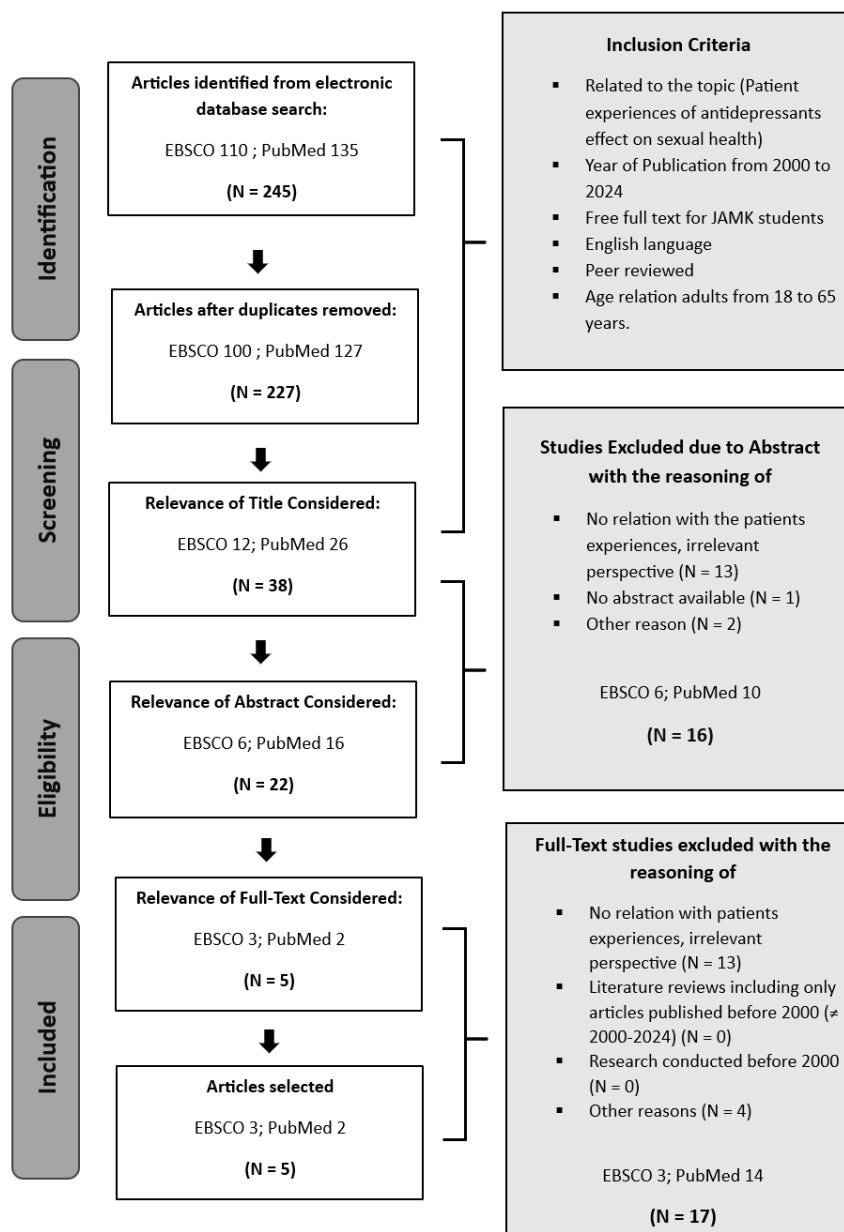 Identification
Articles identified from electronic
database search:
EBSCO 110 ; PubMed 135
(N = 245)
Articles after duplicates removed:
EBSCO 100 ; PubMed 127
(N = 227)
Screening
Relevance of Title Considered:
EBSCO 12; PubMed 26
(N = 38)
Eligibility
Relevance of Abstract Considered:
EBSCO 6; PubMed 16
(N = 22)
Included
Relevance of Full-Text Considered:
EBSCO 3; PubMed 2
(N = 5)
Articles selected
EBSCO 3; PubMed 2
(N = 5)
Inclusion Criteria
▪ Related to the topic (Patient
experiences of antidepressants
effect on sexual health)
▪ Year of Publication from 2000 to
2024
▪ Free full text for JAMK students
▪ English language
▪ Peer reviewed
▪ Age relation adults from 18 to 65
years.
Studies Excluded due to Abstract
with the reasoning of
▪ No relation with the patients
experiences, irrelevant
perspective (N = 13)
▪ No abstract available (N = 1)
▪ Other reason (N = 2)
EBSCO 6; PubMed 10
(N = 16)
Full-Text studies excluded with the
reasoning of
▪ No relation with patients
experiences, irrelevant
perspective (N = 13)
▪ Literature reviews including only
articles published before 2000 (≠
2000-2024) (N = 0)
▪ Research conducted before 2000
(N = 0)
▪ Other reasons (N = 4)
EBSCO 3; PubMed 14
(N = 17)